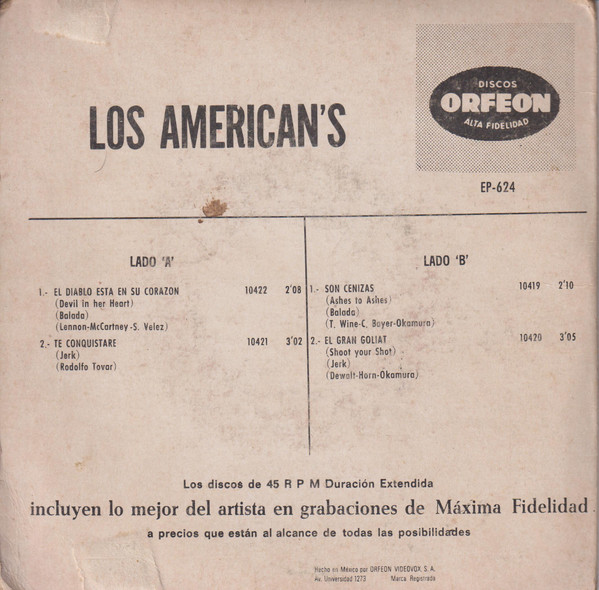 DISCOS
ORFEON
ALTA FIDELIDAD
LOS AMERICAN'S
EP-624
LADO 'A'
1.- EL DIABLO ESTA EN SU CORAZON 10422 2'08
(Devil in her Heart)
(Balada)
(Lennon-McCartney-S. Velez)
2.- TE CONQUISTARE 10421 3'02
(Jerk)
(Rodolfo Tovar)
LADO 'B'
1.- SON CENIZAS 10419 2'10
(Ashes to Ashes)
(Balada)
(T. Wine-C. Bayer-Okamura)
2.- EL GRAN GOLIAT 10420 3'05
(Shoot your Shot)
(Jerk)
(Dewalt-Horn-Okamura)
Los discos de 45 R P M Duración Extendida
incluyen lo mejor del artista en grabaciones de Máxima Fidelidad
a precios que están al alcance de todas las posibilidades
Hecho en México por ORFEON VIDEOVOX, S. A.
Av. Universidad 1273 Marca Registrada